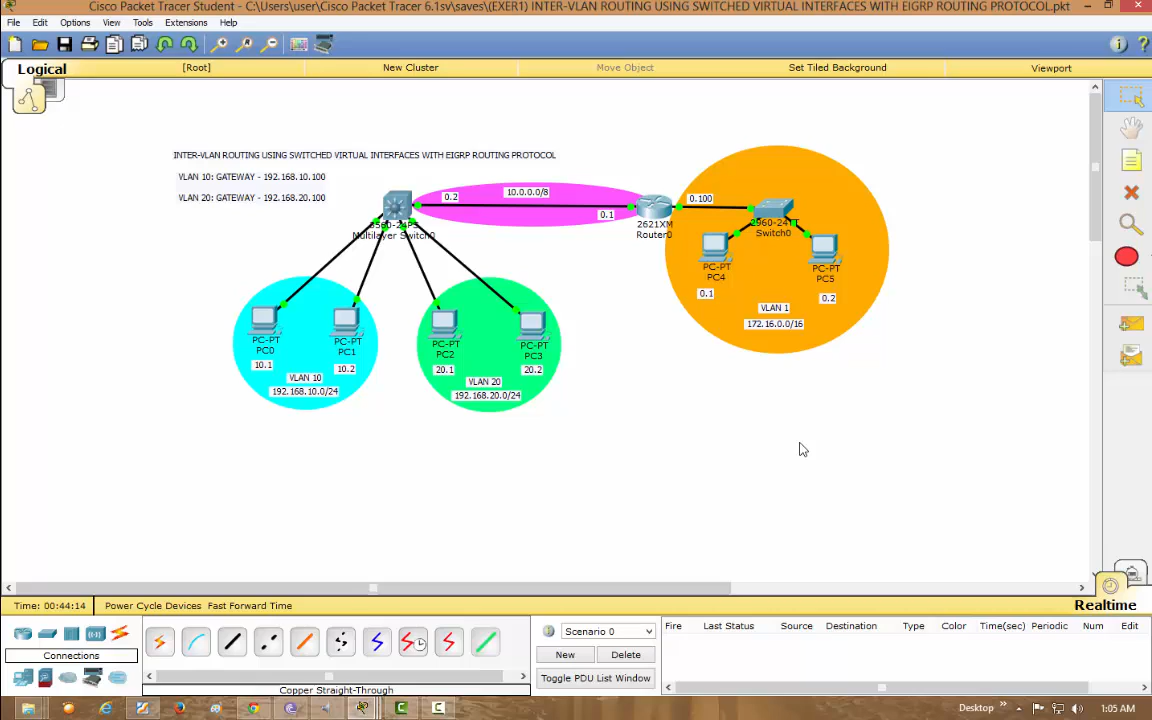 Cisco Packet Tracer Student - C:\Users\user\Cisco Packet Tracer 6.1sv\saves\(EXER1) INTER-VLAN ROUTING USING SWITCHED VIRTUAL INTERFACES WITH EIGRP ROUTING PROTOCOL.pkt
File Edit Options View Tools Extensions Help
Logical [Root] New Cluster Move Object Set Tiled Background Viewport
INTER-VLAN ROUTING USING SWITCHED VIRTUAL INTERFACES WITH EIGRP ROUTING PROTOCOL
VLAN 10: GATEWAY - 192.168.10.100
VLAN 20: GATEWAY - 192.168.20.100
0.2
10.0.0.0/8
0.1
0.100
3560-24PS
Multilayer Switch0
2621XM
Router0
2960-24TT
Switch0
PC-PT
PC4
0.1
PC-PT
PC5
0.2
VLAN 1
172.16.0.0/16
PC-PT
PC0
10.1
PC-PT
PC1
10.2
VLAN 10
192.168.10.0/24
PC-PT
PC2
20.1
PC-PT
PC3
20.2
VLAN 20
192.168.20.0/24
Time: 00:44:14 Power Cycle Devices Fast Forward Time
Realtime
Connections
Copper Straight-Through
Scenario 0
New Delete
Toggle PDU List Window
Fire Last Status Source Destination Type Color Time(sec) Periodic Num Edit
Desktop
1:05 AM